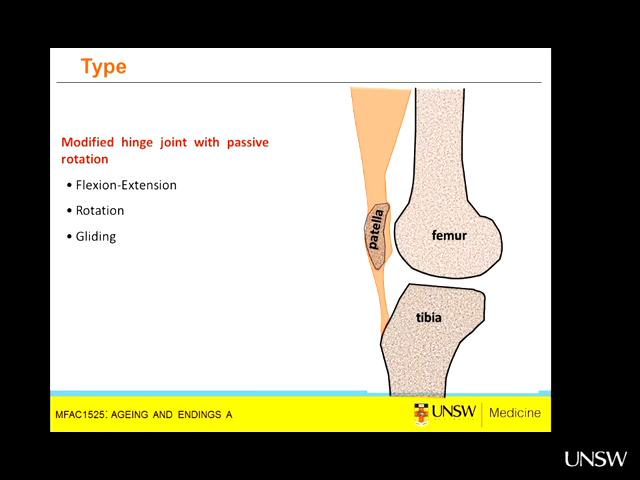 Type
Modified hinge joint with passive
rotation
• Flexion-Extension
• Rotation
• Gliding
patella
femur
tibia
MFAC1525: AGEING AND ENDINGS A
UNSW Medicine
UNSW